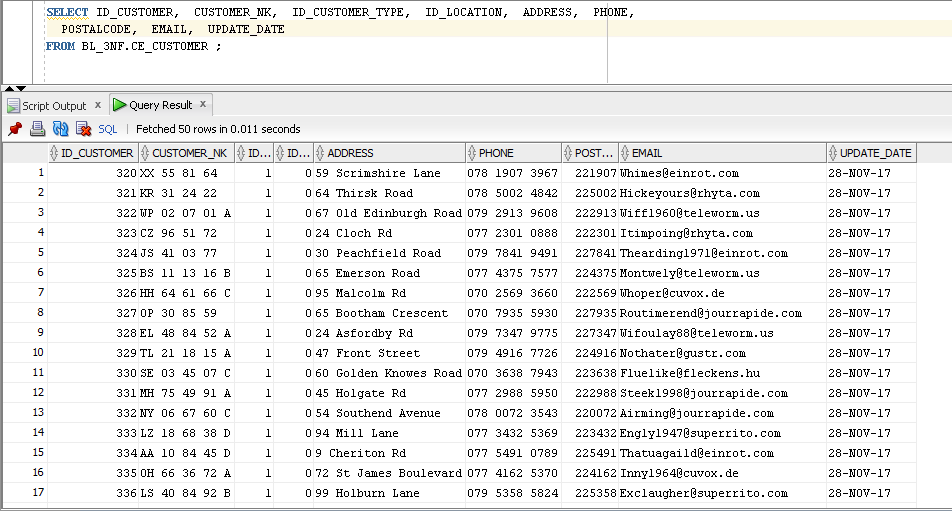 SELECT ID_CUSTOMER, CUSTOMER_NK, ID_CUSTOMER_TYPE, ID_LOCATION, ADDRESS, PHONE,
POSTALCODE, EMAIL, UPDATE_DATE
FROM BL_3NF.CE_CUSTOMER ;
Script Output x Query Result x
SQL | Fetched 50 rows in 0.011 seconds
ID_CUSTOMER CUSTOMER_NK ID... ID... ADDRESS PHONE POST... EMAIL UPDATE_DATE
1 320 XX 55 81 64 1 0 59 Scrimshire Lane 078 1907 3967 221907 Whimes@einrot.com 28-NOV-17
2 321 KR 31 24 22 1 0 64 Thirsk Road 078 5002 4842 225002 Hickeyours@rhyta.com 28-NOV-17
3 322 WP 02 07 01 A 1 0 67 Old Edinburgh Road 079 2913 9608 222913 Wiffl960@teleworm.us 28-NOV-17
4 323 CZ 96 51 72 1 0 24 Cloch Rd 077 2301 0888 222301 Itimpoing@rhyta.com 28-NOV-17
5 324 JS 41 03 77 1 0 30 Peachfield Road 079 7841 9491 227841 Thearding1971@einrot.com 28-NOV-17
6 325 BS 11 13 16 B 1 0 65 Emerson Road 077 4375 7577 224375 Montwely@teleworm.us 28-NOV-17
7 326 HH 64 61 66 C 1 0 95 Malcolm Rd 070 2569 3660 222569 Whoper@cuvox.de 28-NOV-17
8 327 OP 30 85 59 1 0 65 Bootham Crescent 070 7935 5930 227935 Routimerend@jourrapide.com 28-NOV-17
9 328 EL 48 84 52 A 1 0 24 Asfordby Rd 079 7347 9775 227347 Wifoulay88@teleworm.us 28-NOV-17
10 329 TL 21 18 15 A 1 0 47 Front Street 079 4916 7726 224916 Nothater@gustr.com 28-NOV-17
11 330 SE 03 45 07 C 1 0 60 Golden Knowes Road 070 3638 7943 223638 Fluelike@fleckens.hu 28-NOV-17
12 331 MH 75 49 91 A 1 0 45 Holgate Rd 077 2988 5950 222988 Steek1998@jourrapide.com 28-NOV-17
13 332 NY 06 67 60 C 1 0 54 Southend Avenue 078 0072 3543 220072 Airming@jourrapide.com 28-NOV-17
14 333 LZ 18 68 38 D 1 0 94 Mill Lane 077 3432 5369 223432 Engly1947@superrito.com 28-NOV-17
15 334 AA 10 84 45 D 1 0 9 Cheriton Rd 077 5491 0789 225491 Thatuagaild@einrot.com 28-NOV-17
16 335 OH 66 36 72 A 1 0 72 St James Boulevard 077 4162 5370 224162 Inny1964@cuvox.de 28-NOV-17
17 336 LS 40 84 92 B 1 0 99 Holburn Lane 079 5358 5824 225358 Exclaugher@superrito.com 28-NOV-17